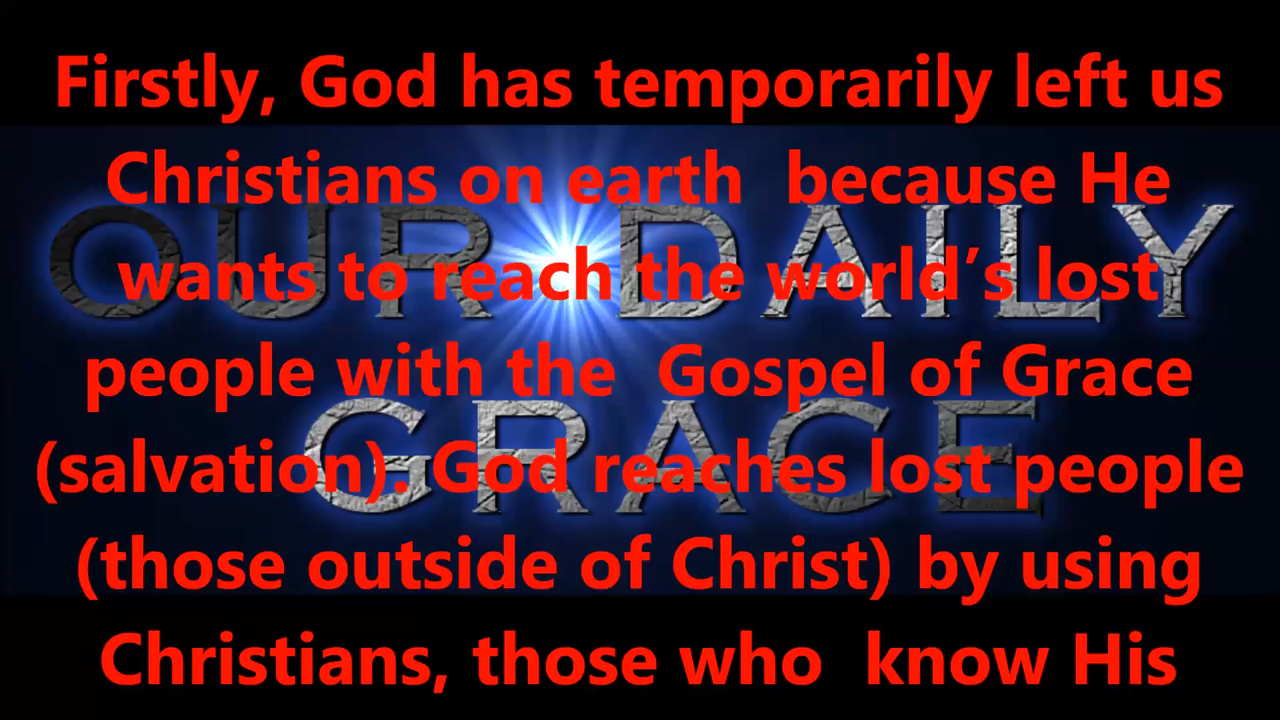 Firstly, God has temporarily left us
Christians on earth because He
OUR DAILY
wants to reach the world’s lost
people with the Gospel of Grace
GRACE
(salvation). God reaches lost people
(those outside of Christ) by using
Christians, those who know His